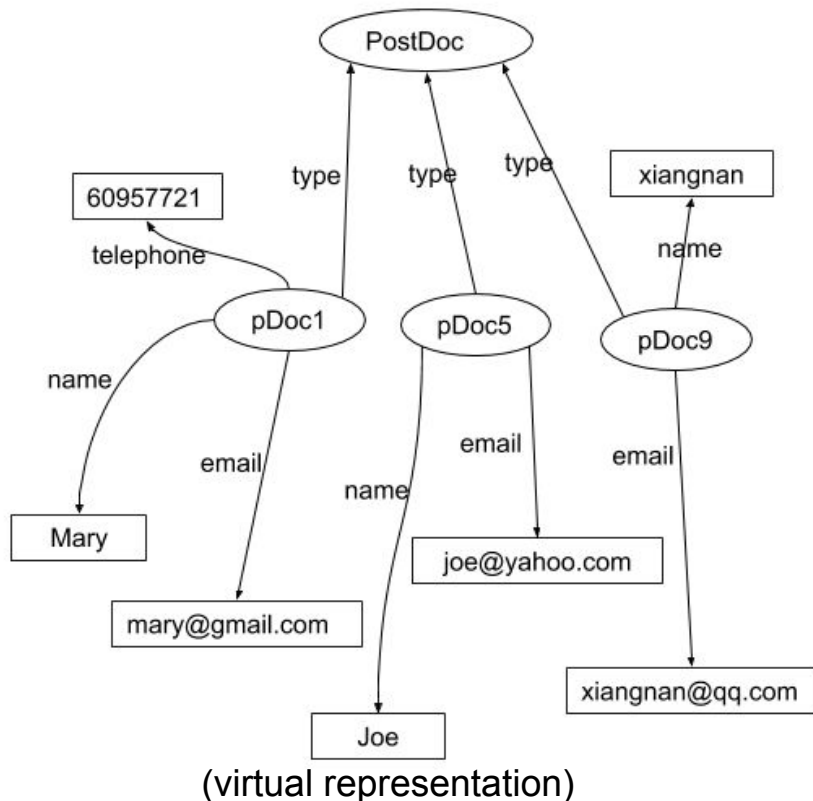 PostDoc
type
type
type
60957721
xiangnan
telephone
name
pDoc1
pDoc5
pDoc9
name
email
email
email
name
Mary
joe@yahoo.com
mary@gmail.com
xiangnan@qq.com
Joe
(virtual representation)